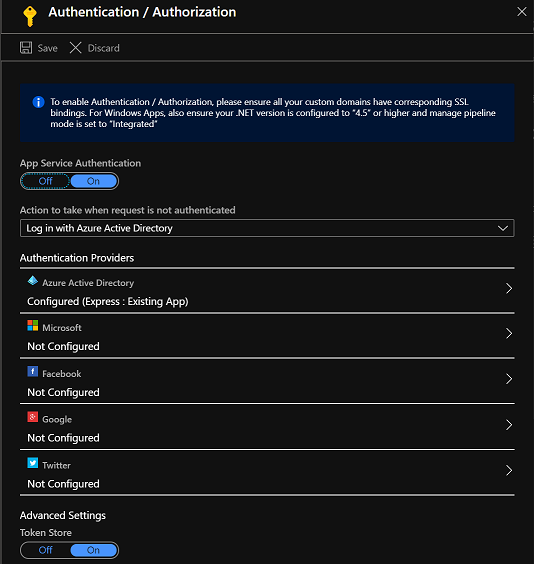 Authentication / Authorization
Save Discard
To enable Authentication / Authorization, please ensure all your custom domains have corresponding SSL
bindings. For Windows Apps, also ensure your .NET version is configured to "4.5" or higher and manage pipeline
mode is set to "Integrated"
App Service Authentication
Off On
Action to take when request is not authenticated
Log in with Azure Active Directory
Authentication Providers
Azure Active Directory
Configured (Express : Existing App)
Microsoft
Not Configured
Facebook
Not Configured
Google
Not Configured
Twitter
Not Configured
Advanced Settings
Token Store
Off On